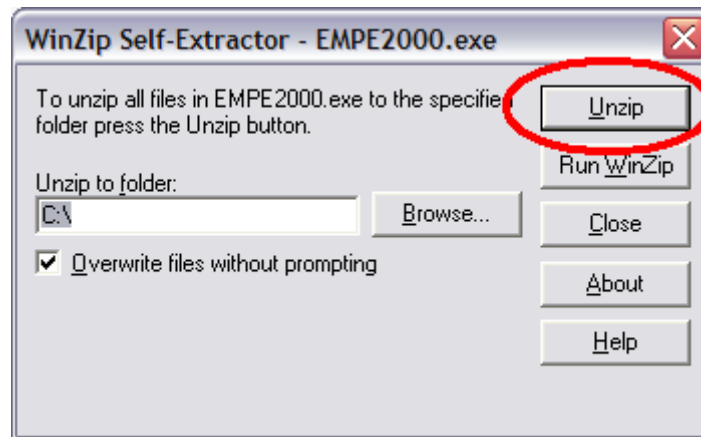 WinZip Self-Extractor - EMPE2000.exe
To unzip all files in EMPE2000.exe to the specified
folder press the Unzip button.
Unzip to folder:
C:\
Browse...
Overwrite files without prompting
Unzip
Run WinZip
Close
About
Help